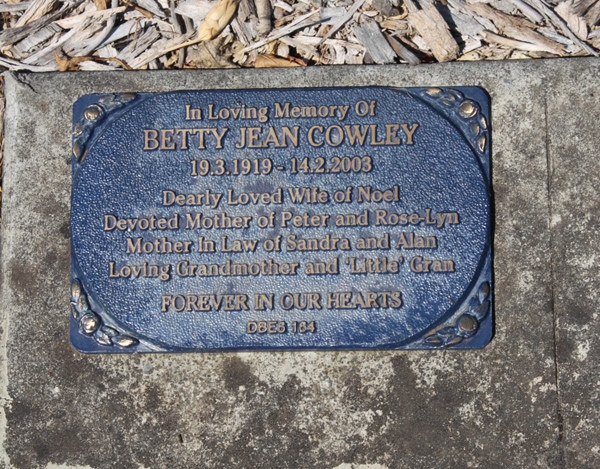 In Loving Memory Of
BETTY JEAN COWLEY
19.3.1919 - 14.2.2003
Dearly Loved Wife of Noel
Devoted Mother of Peter and Rose-Lyn
Mother In Law of Sandra and Alan
Loving Grandmother and 'Little' Gran
FOREVER IN OUR HEARTS
DBE6 184